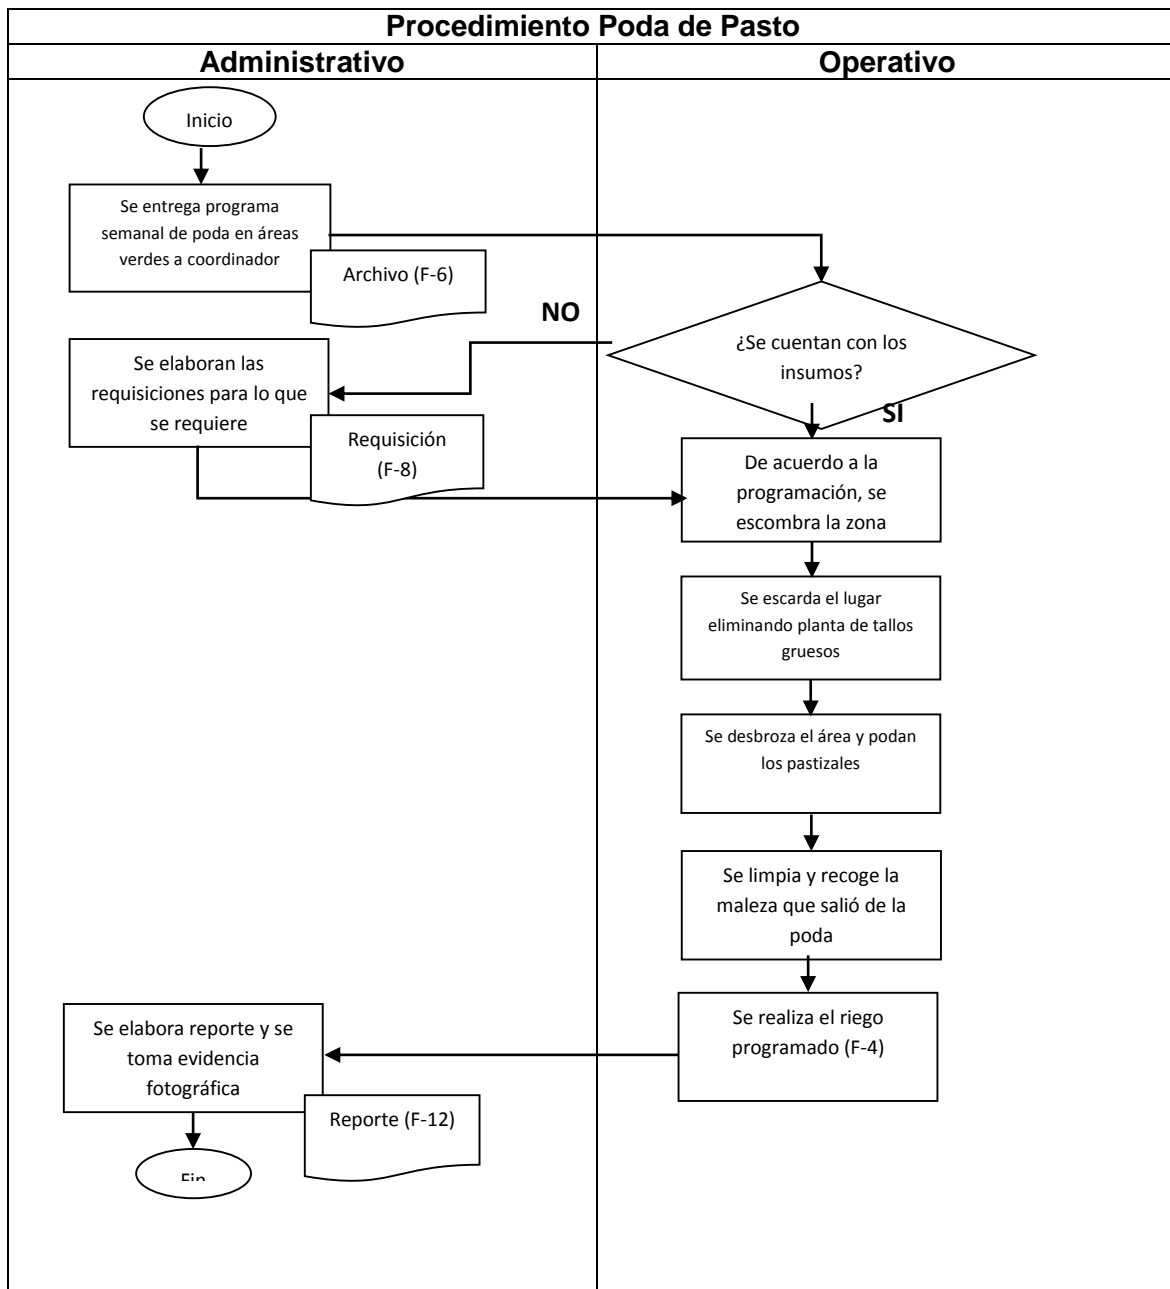 Procedimiento Poda de Pasto
Administrativo
Operativo
Inicio
Se entrega programa
semanal de poda en áreas
verdes a coordinador
Archivo (F-6)
NO
¿Se cuentan con los
insumos?
SI
Se elaboran las
requisiciones para lo que
se requiere
Requisición
(F-8)
De acuerdo a la
programación, se
escombra la zona
Se escarda el lugar
eliminando planta de tallos
gruesos
Se desbroza el área y podan
los pastizales
Se limpia y recoge la
maleza que salió de la
poda
Se realiza el riego
programado (F-4)
Se elabora reporte y se
toma evidencia
fotográfica
Reporte (F-12)
Fin